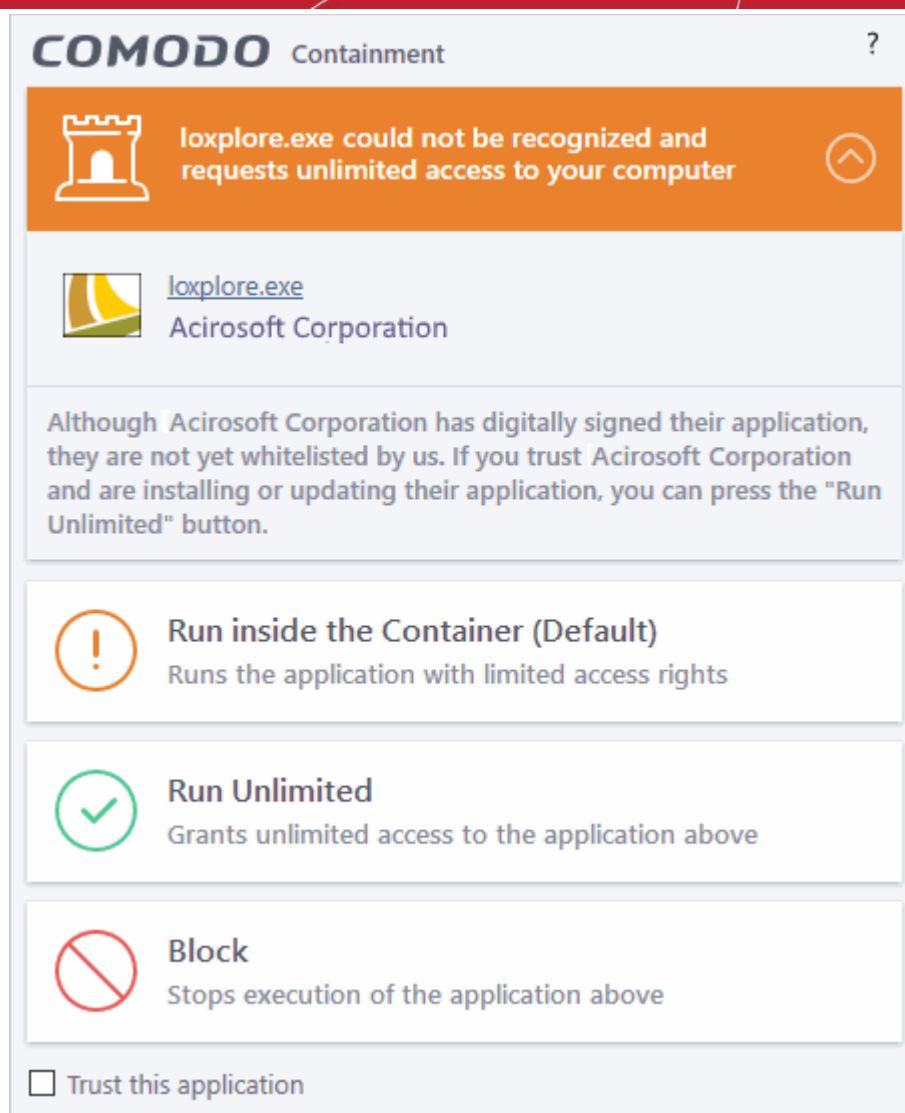 COMODO Containment ?
loxplore.exe could not be recognized and
requests unlimited access to your computer
loxplore.exe
Acirosoft Corporation
Although Acirosoft Corporation has digitally signed their application,
they are not yet whitelisted by us. If you trust Acirosoft Corporation
and are installing or updating their application, you can press the "Run
Unlimited" button.
Run inside the Container (Default)
Runs the application with limited access rights
Run Unlimited
Grants unlimited access to the application above
Block
Stops execution of the application above
Trust this application